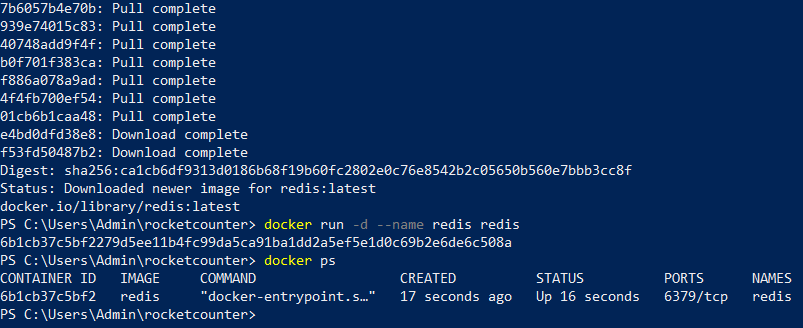 7b6057b4e70b: Pull complete
939e74015c83: Pull complete
40748add9f4f: Pull complete
b0f701f383ca: Pull complete
f886a078a9ad: Pull complete
4f4fb700ef54: Pull complete
01cb6b1caa48: Pull complete
e4bd0dfd38e8: Download complete
f53fd50487b2: Download complete
Digest: sha256:ca1cb6df9313d0186b68f19b60fc2802e0c76e8542b2c05650b560e7bbb3cc8f
Status: Downloaded newer image for redis:latest
docker.io/library/redis:latest
PS C:\Users\Admin\rocketcounter> docker run -d --name redis redis
6b1cb37c5bf2279d5ee11b4fc99da5ca91ba1dd2a5ef5e1d0c69b2e6de6c508a
PS C:\Users\Admin\rocketcounter> docker ps
CONTAINER ID   IMAGE     COMMAND                  CREATED          STATUS          PORTS      NAMES
6b1cb37c5bf2   redis     "docker-entrypoint.s…"   17 seconds ago   Up 16 seconds   6379/tcp   redis
PS C:\Users\Admin\rocketcounter>